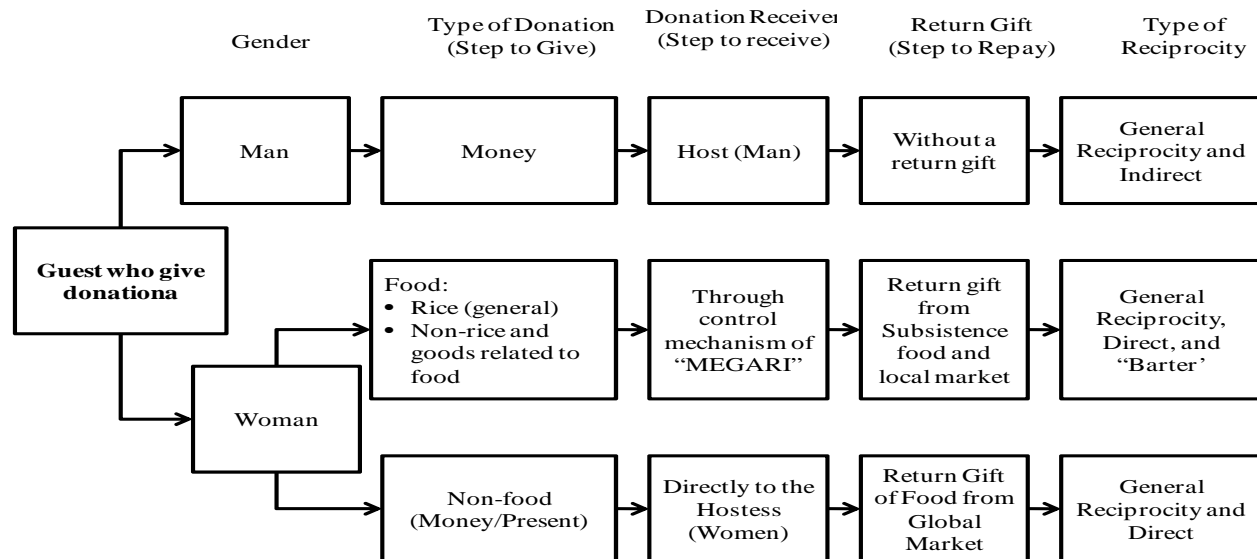 Gender
Type of Donation
(Step to Give)
Donation Receiver
(Step to receive)
Return Gift
(Step to Repay)
Type of
Reciprocity
Man
Money
Host (Man)
Without a
return gift
General
Reciprocity and
Indirect
Guest who give
donationa
Woman
Food:
• Rice (general)
• Non-rice and
goods related to
food
Through
control
mechanism of
“MEGARI”
Return gift
from
Subsistence
food and
local market
General
Reciprocity,
Direct, and
“Barter’
Non-food
(Money/Present)
Directly to the
Hostess
(Women)
Return Gift
of Food from
Global
Market
General
Reciprocity and
Direct